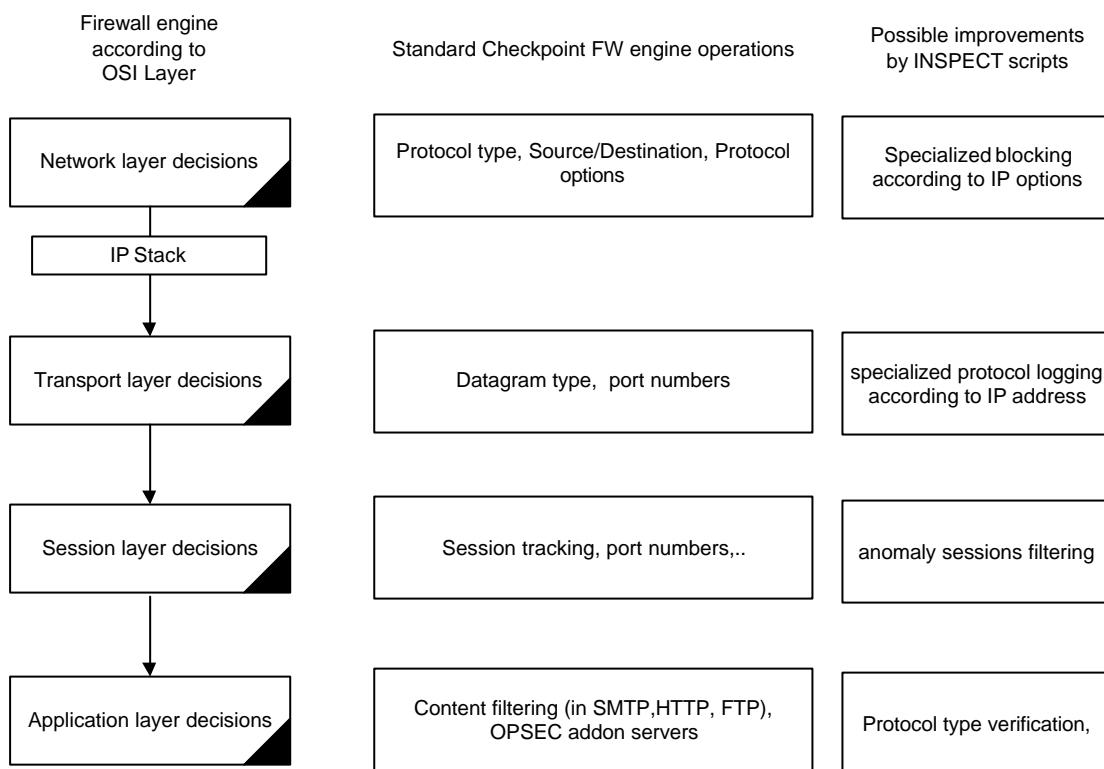 Firewall engine
according to
OSI Layer
Standard Checkpoint FW engine operations
Possible improvements
by INSPECT scripts
Network layer decisions
Protocol type, Source/Destination, Protocol
options
Specialized blocking
according to IP options
IP Stack
Transport layer decisions
Datagram type, port numbers
specialized protocol logging
according to IP address
Session layer decisions
Session tracking, port numbers,..
anomaly sessions filtering
Application layer decisions
Content filtering (in SMTP,HTTP, FTP),
OPSEC addon servers
Protocol type verification,